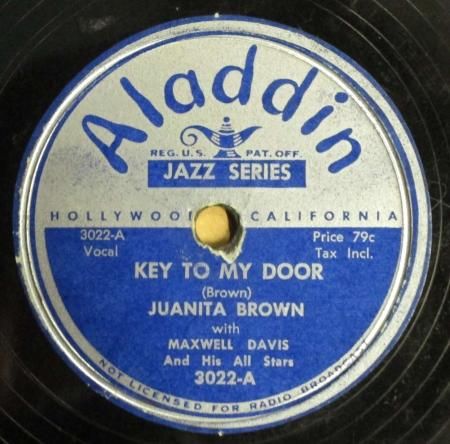 Aladdin
REG. U.S. PAT. OFF.
JAZZ SERIES
HOLLYWOOD CALIFORNIA
3022-A Price 79c
Vocal Tax Incl.
KEY TO MY DOOR
(Brown)
JUANITA BROWN
with
MAXWELL DAVIS
And His All Stars
3022-A
NOT LICENSED FOR RADIO BROADCAST